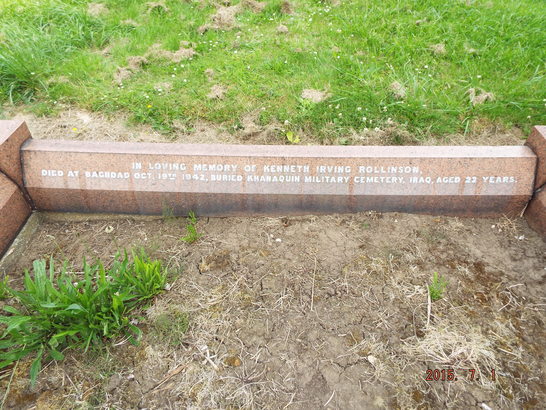 IN LOVING MEMORY OF KENNETH IRVING ROLLINSON,
DIED AT BAGHDAD OCT. 19TH 1942, BURIED KHANAQUIN MILITARY CEMETERY, IRAQ, AGED 22 YEARS.
2015. 7. 1